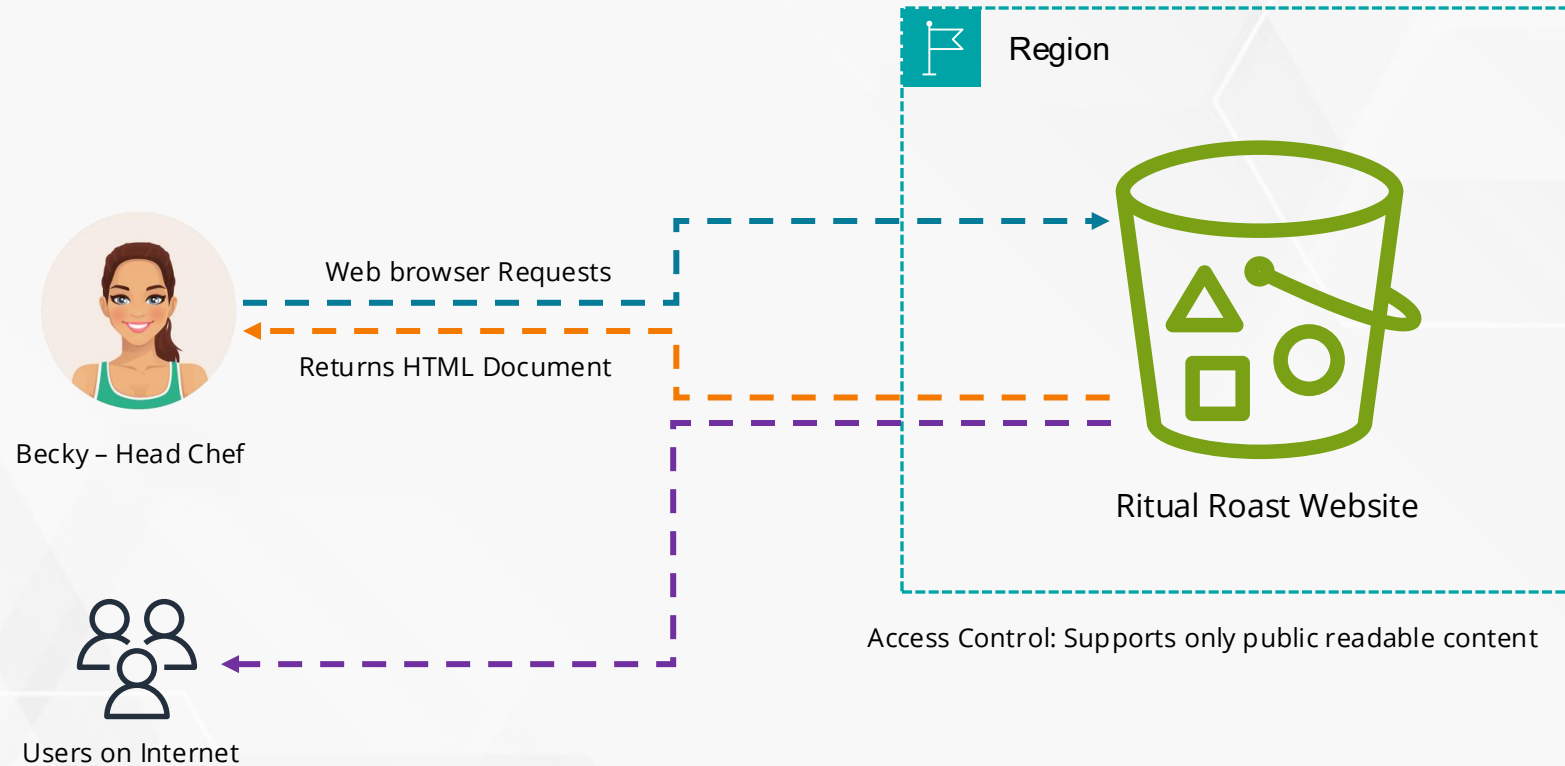 Region
Web browser Requests
Returns HTML Document
Becky – Head Chef
Ritual Roast Website
Access Control: Supports only public readable content
Users on Internet